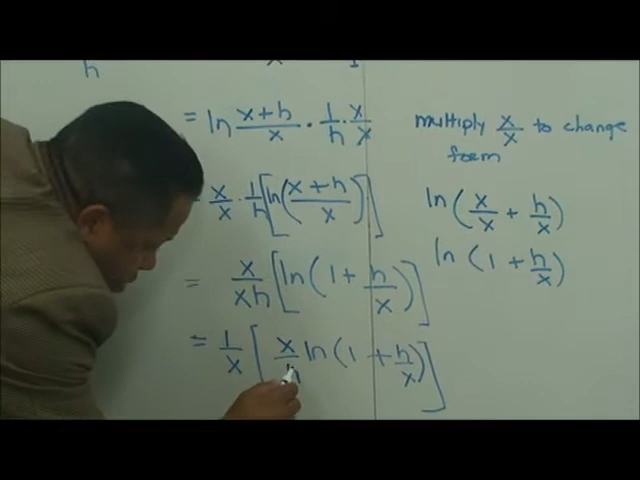 h
= ln x+h/x · 1/h · x/x
multiply x/x to change
form
= x/x · 1/h [ln(x+h/x)]
ln(x/x + h/x)
ln(1 + h/x)
= x/xh [ln(1 + h/x)]
= 1/x [x/h ln(1 + h/x)]